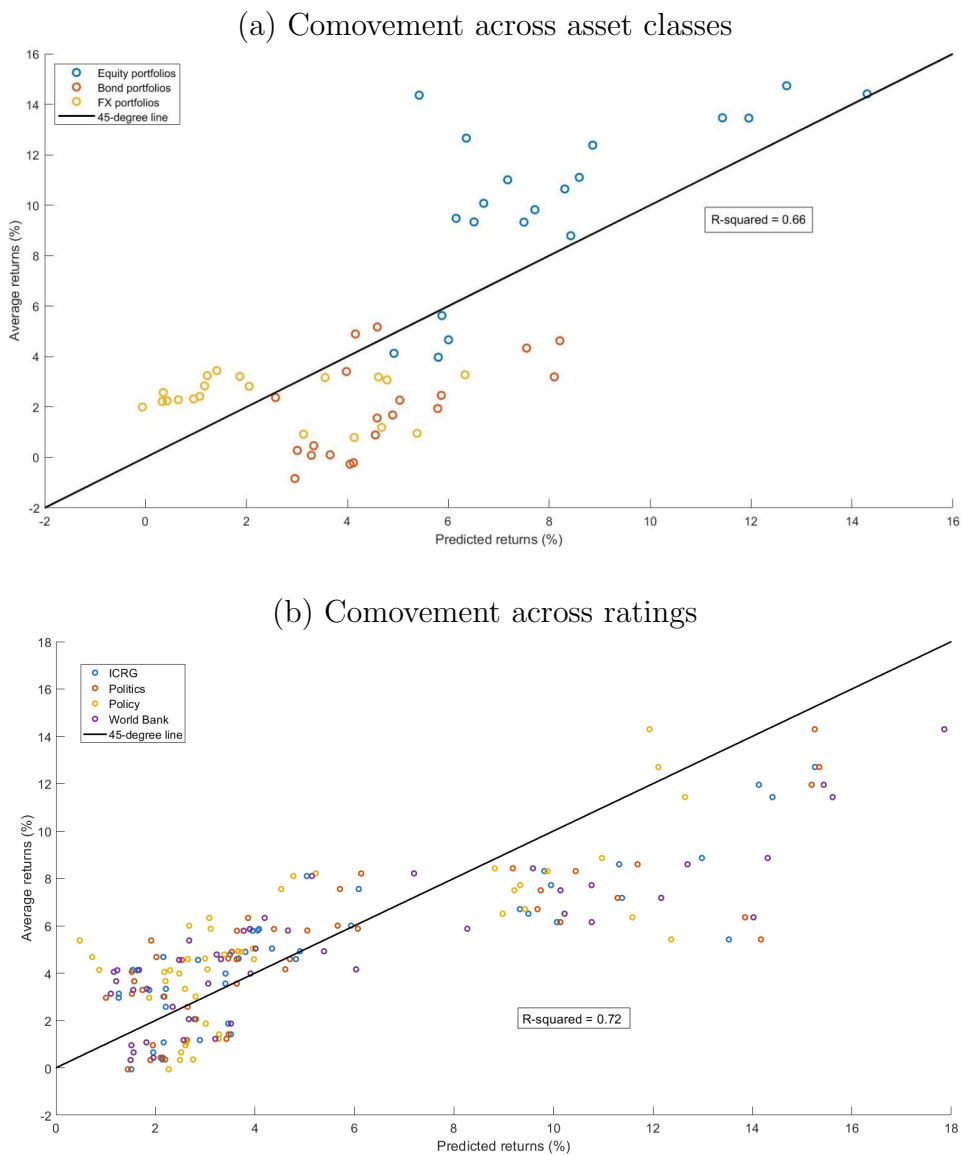 (a) Comovement across asset classes
16
14
12
10
8
6
4
2
0
-2
Average returns (%)
Equity portfolios
Bond portfolios
FX portfolios
45-degree line
R-squared = 0.66
-2 0 2 4 6 8 10 12 14 16
Predicted returns (%)
(b) Comovement across ratings
18
16
14
12
10
8
6
4
2
0
-2
Average returns (%)
ICRG
Politics
Policy
World Bank
45-degree line
R-squared = 0.72
0 2 4 6 8 10 12 14 16 18
Predicted returns (%)